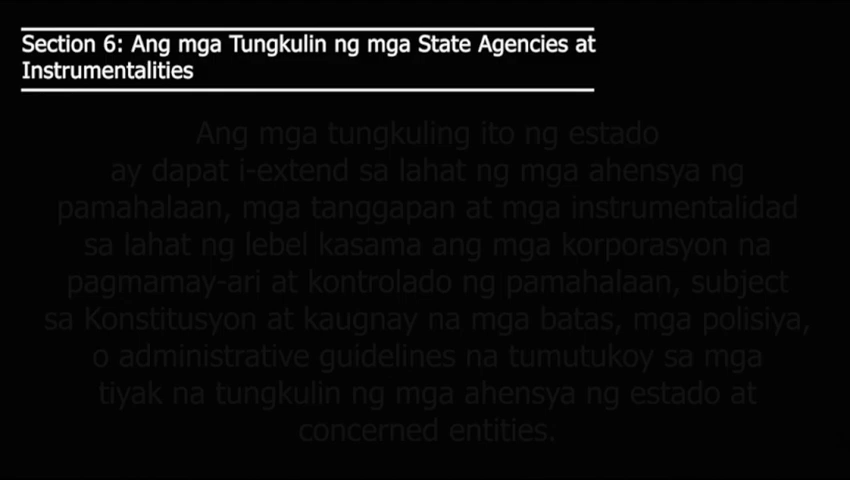 Section 6: Ang mga Tungkulin ng mga State Agencies at
Instrumentalities
Ang mga tungkuling ito ng estado
ay dapat i-extend sa lahat ng mga ahensya ng
pamahalaan, mga tanggapan at mga instrumentalidad
sa lahat ng lebel kasama ang mga korporasyon na
pagmamay-ari at kontrolado ng pamahalaan, subject
sa Konstitusyon at kaugnay na mga batas, mga polisiya,
o administrative guidelines na tumutukoy sa mga
tiyak na tungkulin ng mga ahensya ng estado at
concerned entities.